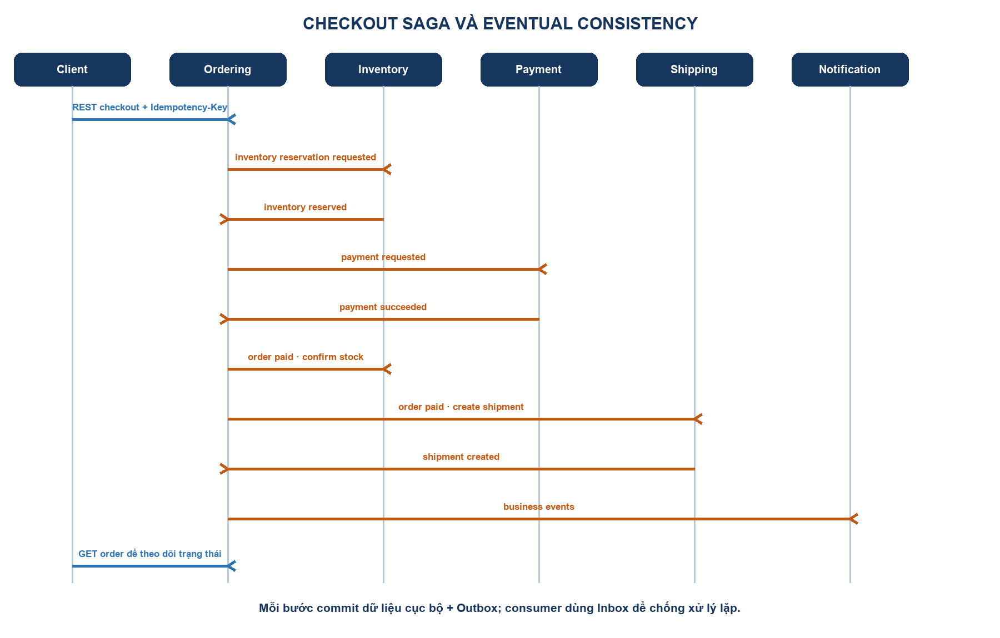 CHECKOUT SAGA VÀ EVENTUAL CONSISTENCY
Client
Ordering
Inventory
Payment
Shipping
Notification
REST checkout + Idempotency-Key
inventory reservation requested
inventory reserved
payment requested
payment succeeded
order paid · confirm stock
order paid · create shipment
shipment created
business events
GET order để theo dõi trạng thái
Mỗi bước commit dữ liệu cục bộ + Outbox; consumer dùng Inbox để chống xử lý lặp.